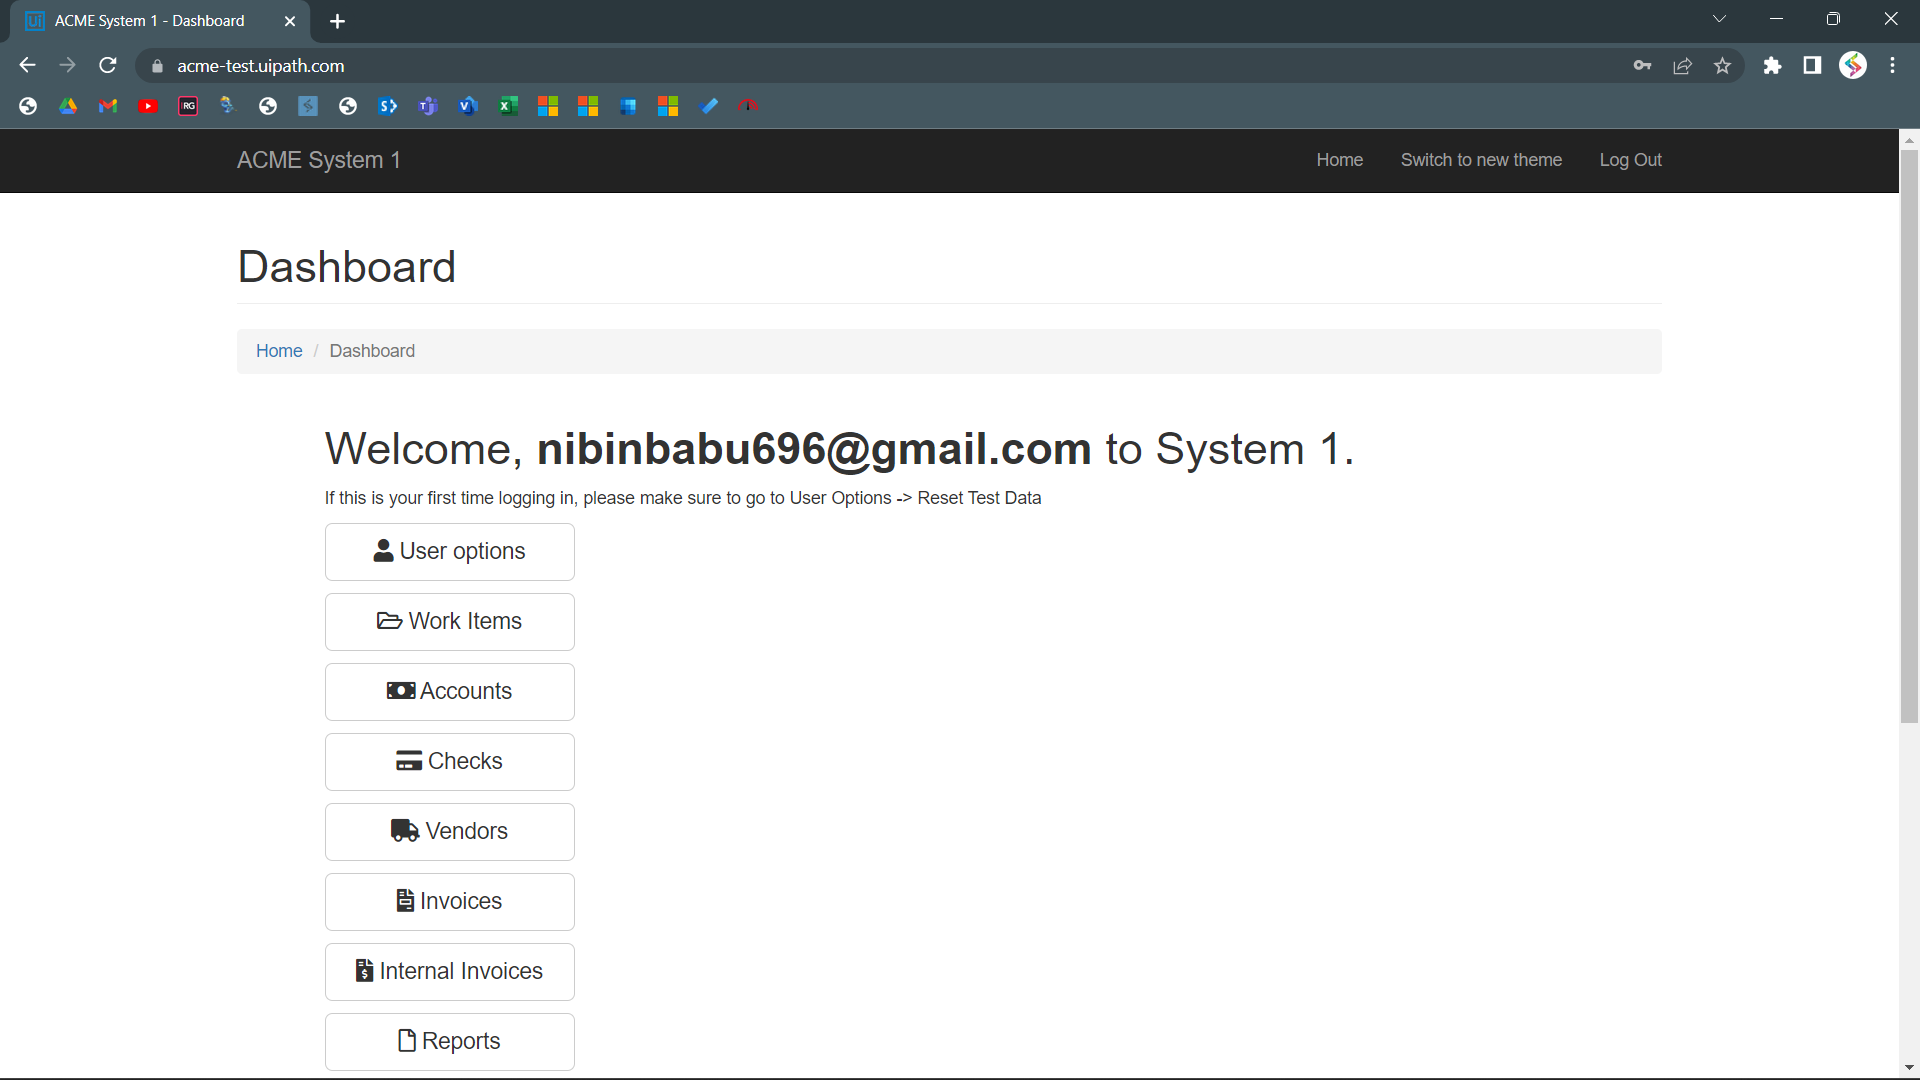 ACME System 1 - Dashboard
acme-test.uipath.com
ACME System 1
Home
Switch to new theme
Log Out
Dashboard
Home / Dashboard
Welcome, nibinbabu696@gmail.com to System 1.
If this is your first time logging in, please make sure to go to User Options -> Reset Test Data
User options
Work Items
Accounts
Checks
Vendors
Invoices
Internal Invoices
Reports